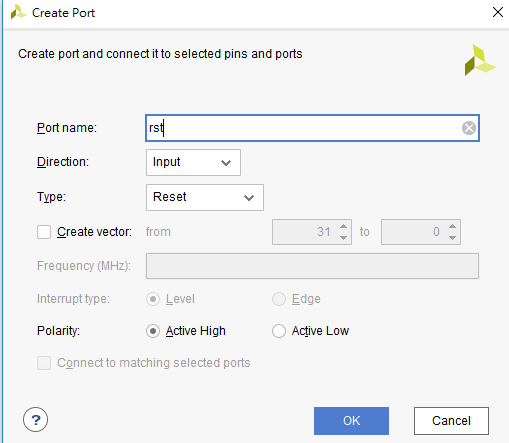 Create Port
Create port and connect it to selected pins and ports
Port name: rst
Direction: Input
Type: Reset
Create vector: from 31 to 0
Frequency (MHz):
Interrupt type: Level Edge
Polarity: Active High Active Low
Connect to matching selected ports
? OK Cancel